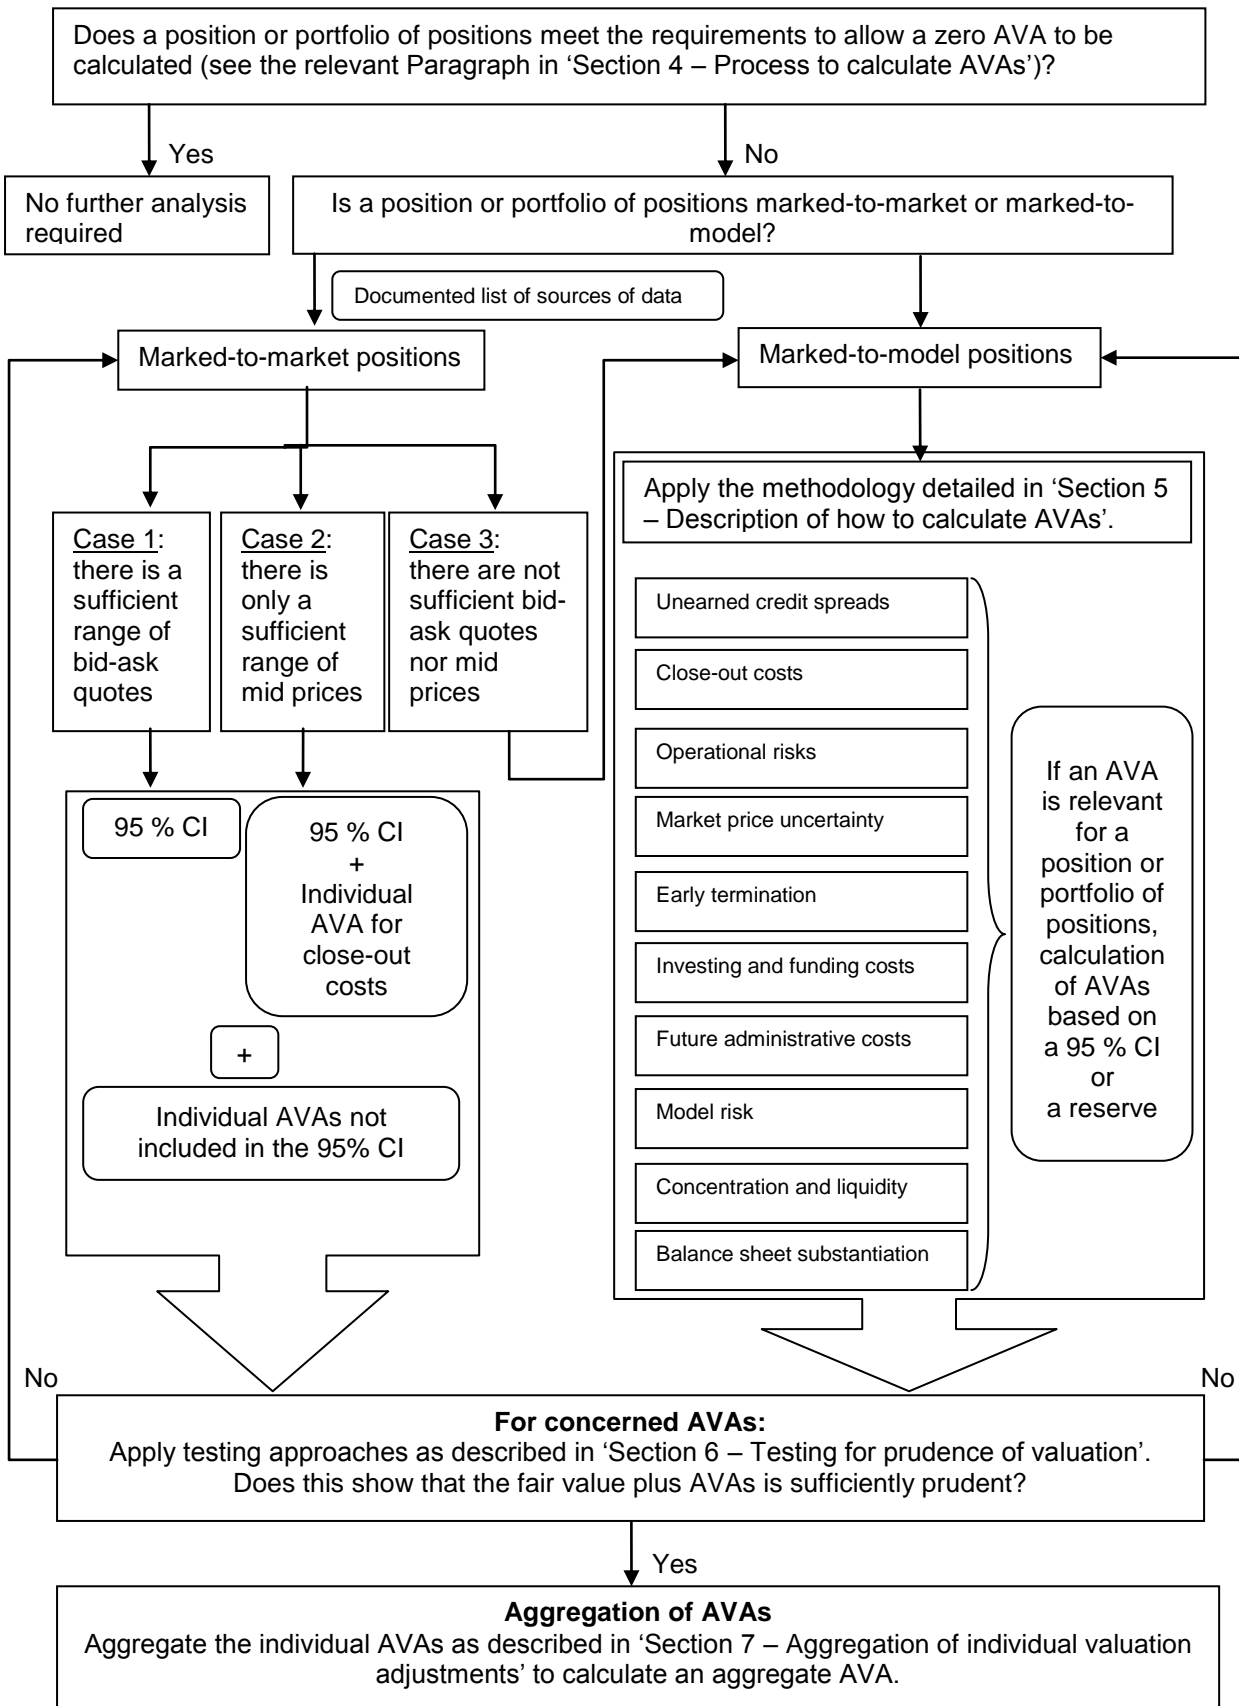 Does a position or portfolio of positions meet the requirements to allow a zero AVA to be
calculated (see the relevant Paragraph in ‘Section 4 – Process to calculate AVAs’)?
Yes
No
No further analysis
required
Is a position or portfolio of positions marked-to-market or marked-to-
model?
Documented list of sources of data
Marked-to-market positions
Marked-to-model positions
Case 1:
there is a
sufficient
range of
bid-ask
quotes
Case 2:
there is
only a
sufficient
range of
mid prices
Case 3:
there are not
sufficient bid-
ask quotes
nor mid
prices
95 % CI
95 % CI
+
Individual
AVA for
close-out
costs
+
Individual AVAs not
included in the 95% CI
Apply the methodology detailed in ‘Section 5
– Description of how to calculate AVAs’.
Unearned credit spreads
Close-out costs
Operational risks
Market price uncertainty
Early termination
Investing and funding costs
Future administrative costs
Model risk
Concentration and liquidity
Balance sheet substantiation
If an AVA
is relevant
for a
position or
portfolio of
positions,
calculation
of AVAs
based on
a 95 % CI
or
a reserve
No
No
For concerned AVAs:
Apply testing approaches as described in ‘Section 6 – Testing for prudence of valuation’.
Does this show that the fair value plus AVAs is sufficiently prudent?
Yes
Aggregation of AVAs
Aggregate the individual AVAs as described in ‘Section 7 – Aggregation of individual valuation
adjustments’ to calculate an aggregate AVA.